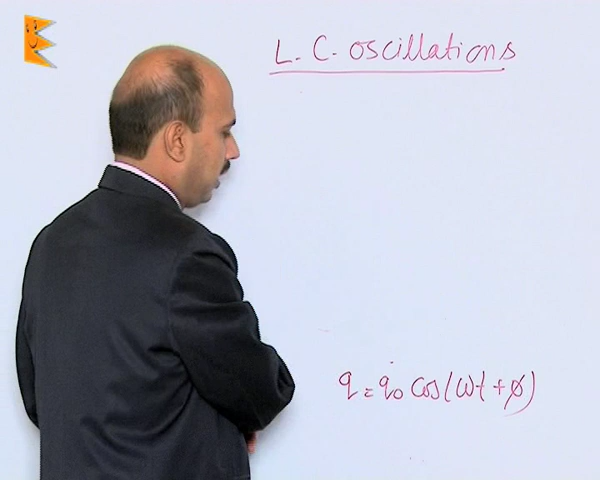 L. C. oscillations
q = q₀ cos(ωt + φ)